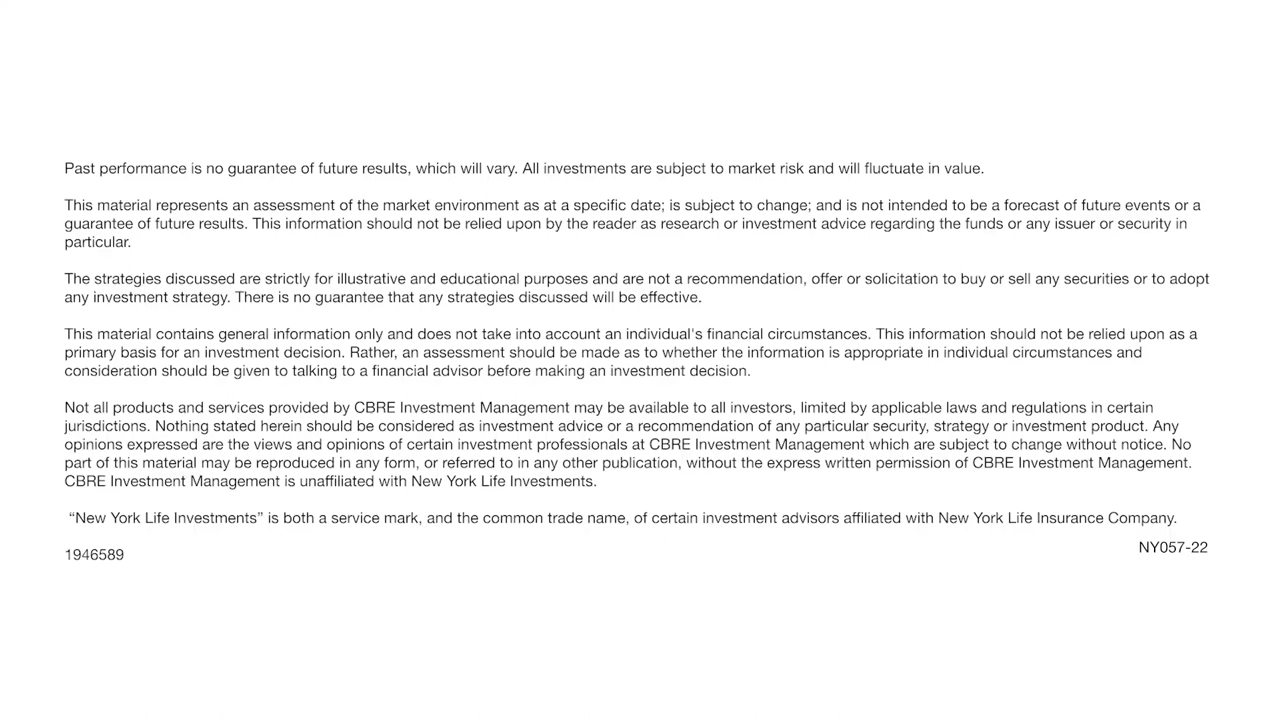 Past performance is no guarantee of future results, which will vary. All investments are subject to market risk and will fluctuate in value.
This material represents an assessment of the market environment as at a specific date; is subject to change; and is not intended to be a forecast of future events or a
guarantee of future results. This information should not be relied upon by the reader as research or investment advice regarding the funds or any issuer or security in
particular.
The strategies discussed are strictly for illustrative and educational purposes and are not a recommendation, offer or solicitation to buy or sell any securities or to adopt
any investment strategy. There is no guarantee that any strategies discussed will be effective.
This material contains general information only and does not take into account an individual's financial circumstances. This information should not be relied upon as a
primary basis for an investment decision. Rather, an assessment should be made as to whether the information is appropriate in individual circumstances and
consideration should be given to talking to a financial advisor before making an investment decision.
Not all products and services provided by CBRE Investment Management may be available to all investors, limited by applicable laws and regulations in certain
jurisdictions. Nothing stated herein should be considered as investment advice or a recommendation of any particular security, strategy or investment product. Any
opinions expressed are the views and opinions of certain investment professionals at CBRE Investment Management which are subject to change without notice. No
part of this material may be reproduced in any form, or referred to in any other publication, without the express written permission of CBRE Investment Management.
CBRE Investment Management is unaffiliated with New York Life Investments.
“New York Life Investments” is both a service mark, and the common trade name, of certain investment advisors affiliated with New York Life Insurance Company.
1946589
NY057-22